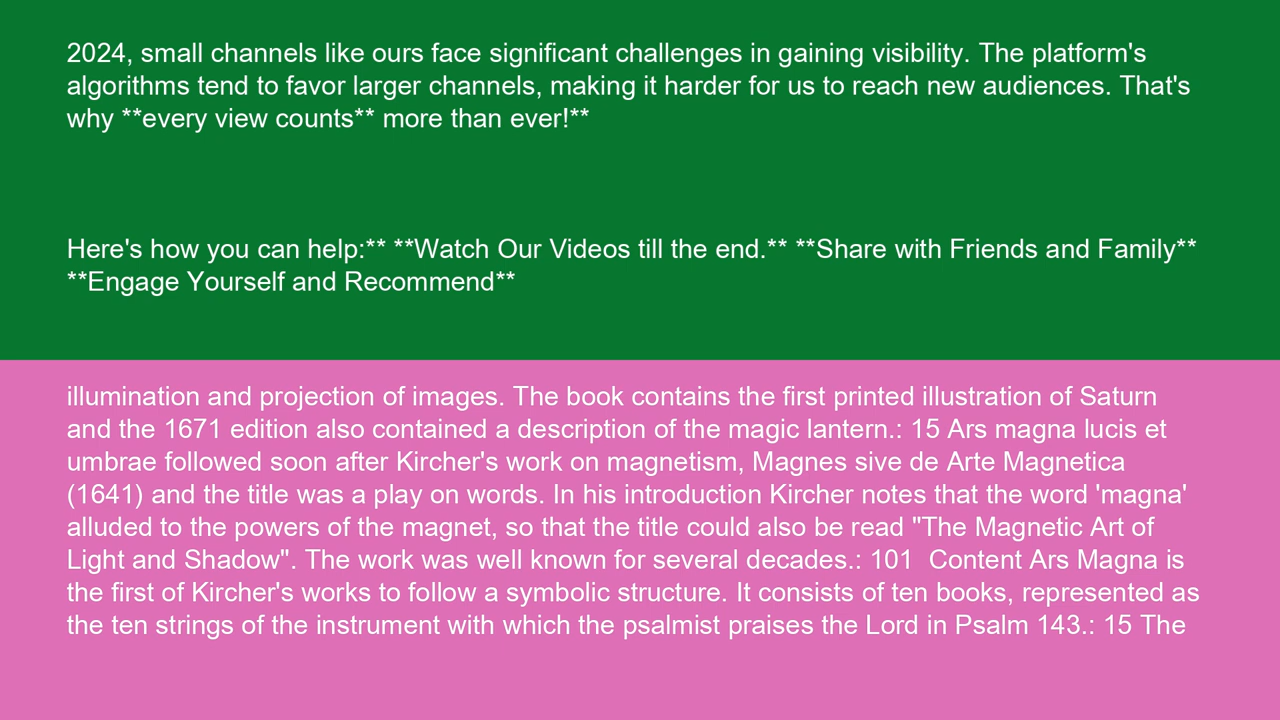 2024, small channels like ours face significant challenges in gaining visibility. The platform's
algorithms tend to favor larger channels, making it harder for us to reach new audiences. That's
why **every view counts** more than ever!**
Here's how you can help:** **Watch Our Videos till the end.** **Share with Friends and Family**
**Engage Yourself and Recommend**
illumination and projection of images. The book contains the first printed illustration of Saturn
and the 1671 edition also contained a description of the magic lantern.: 15 Ars magna lucis et
umbrae followed soon after Kircher's work on magnetism, Magnes sive de Arte Magnetica
(1641) and the title was a play on words. In his introduction Kircher notes that the word 'magna'
alluded to the powers of the magnet, so that the title could also be read "The Magnetic Art of
Light and Shadow". The work was well known for several decades.: 101  Content Ars Magna is
the first of Kircher's works to follow a symbolic structure. It consists of ten books, represented as
the ten strings of the instrument with which the psalmist praises the Lord in Psalm 143.: 15 The